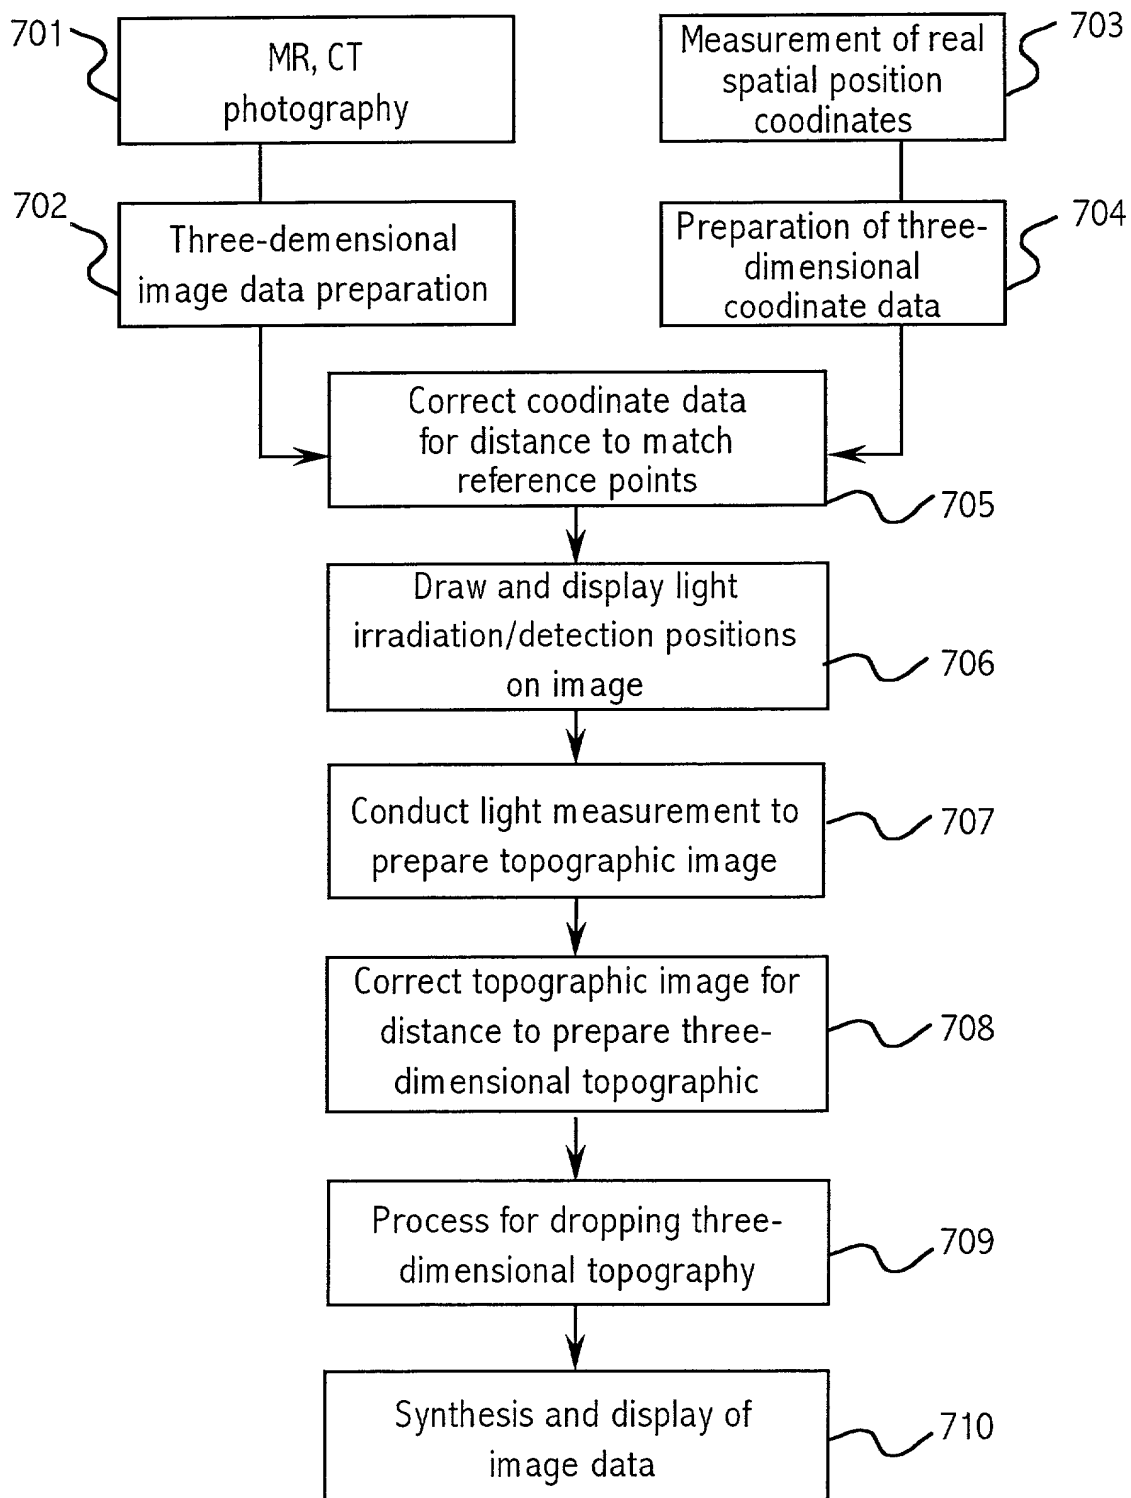 701
MR, CT
photography
703
Measurement of real
spatial position
coodinates
702
Three-demensional
image data preparation
704
Preparation of three-
dimensional
coodinate data
Correct coodinate data
for distance to match
reference points
705
Draw and display light
irradiation/detection positions
on image
706
Conduct light measurement to
prepare topographic image
707
Correct topographic image for
distance to prepare three-
dimensional topographic
708
Process for dropping three-
dimensional topography
709
Synthesis and display of
image data
710